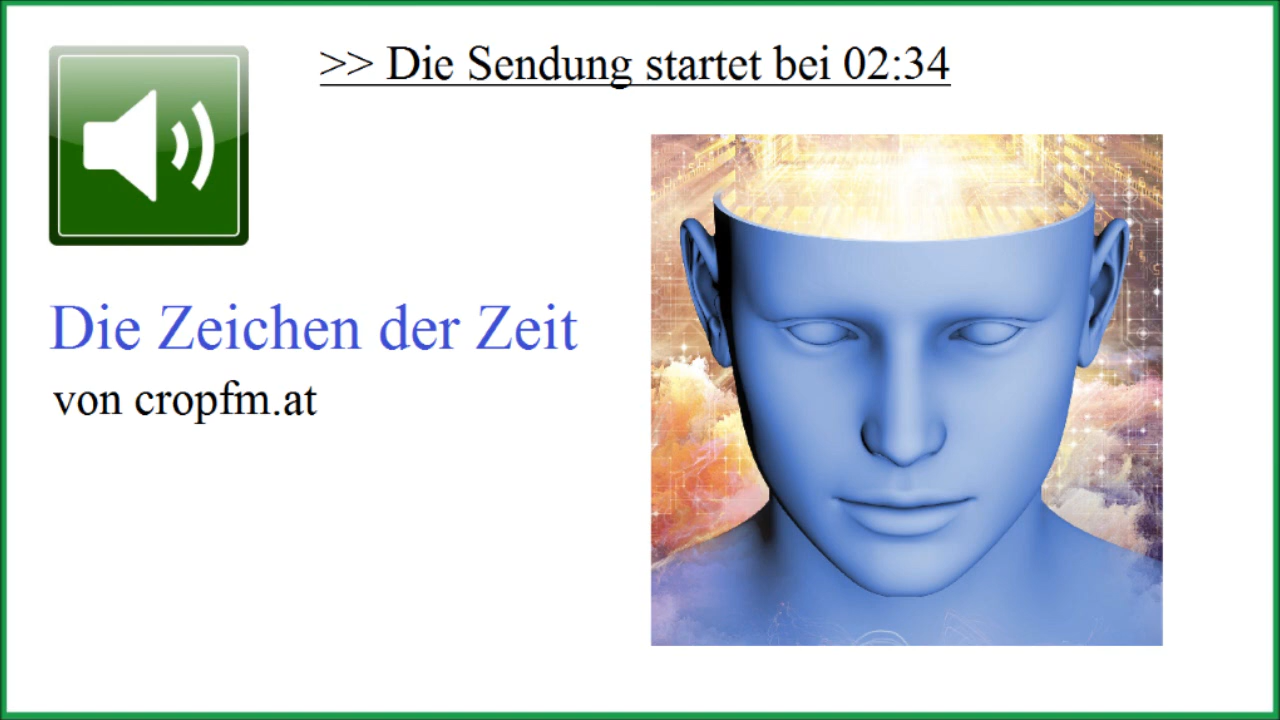 >> Die Sendung startet bei 02:34
Die Zeichen der Zeit
von cropfm.at